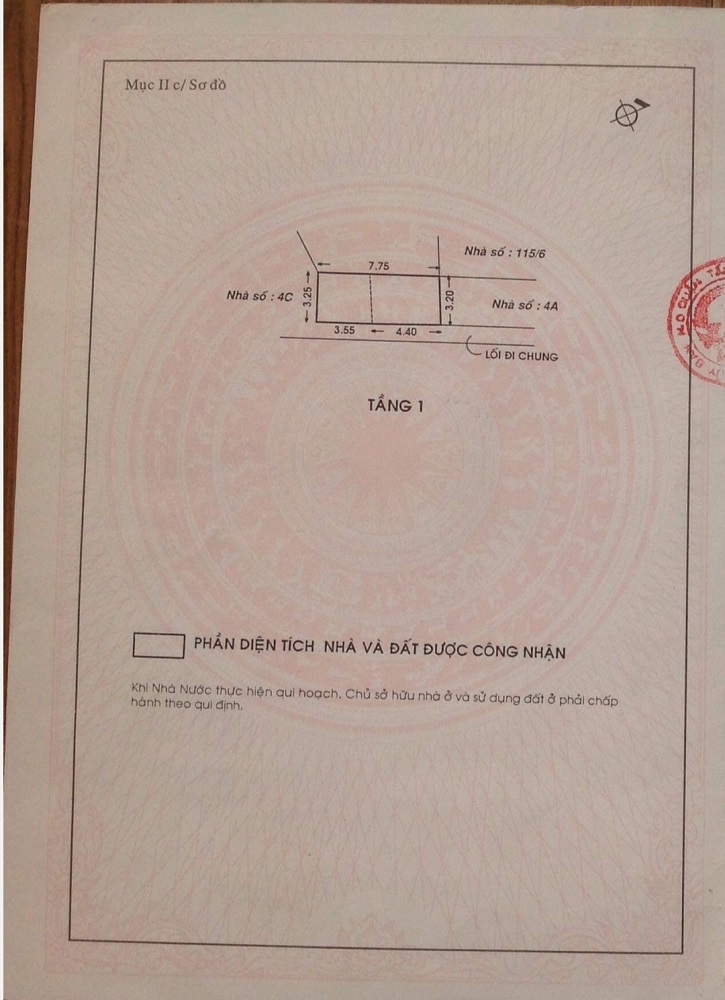 Mục II c/ Sơ đồ
Nhà số : 115/6
7.75
Nhà số : 4C
3.25
3.20
Nhà số : 4A
3.55
4.40
LỐI ĐI CHUNG
TẦNG 1
PHẦN DIỆN TÍCH NHÀ VÀ ĐẤT ĐƯỢC CÔNG NHẬN
Khi Nhà Nước thực hiện qui hoạch, Chủ sở hữu nhà ở và sử dụng đất ở phải chấp
hành theo qui định.